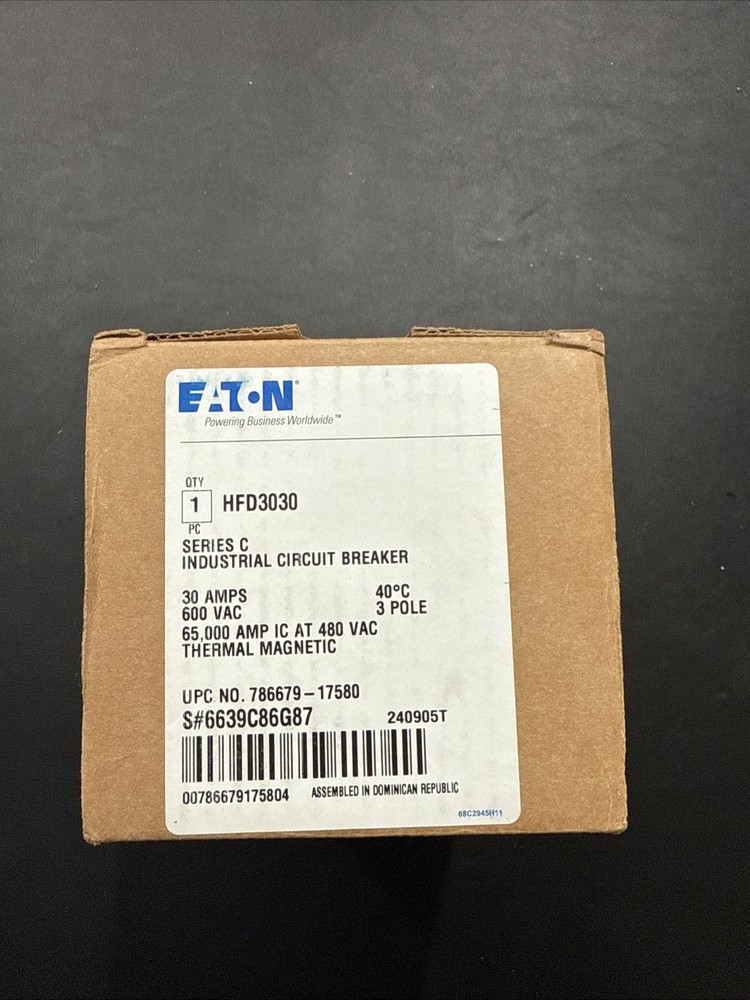 EATON
Powering Business Worldwide™
QTY
1 HFD3030
PC
SERIES C
INDUSTRIAL CIRCUIT BREAKER
30 AMPS 40°C
600 VAC 3 POLE
65,000 AMP IC AT 480 VAC
THERMAL MAGNETIC
UPC NO. 786679-17580
S#6639C86G87 240905T
00786679175804 ASSEMBLED IN DOMINICAN REPUBLIC
68C2945H11